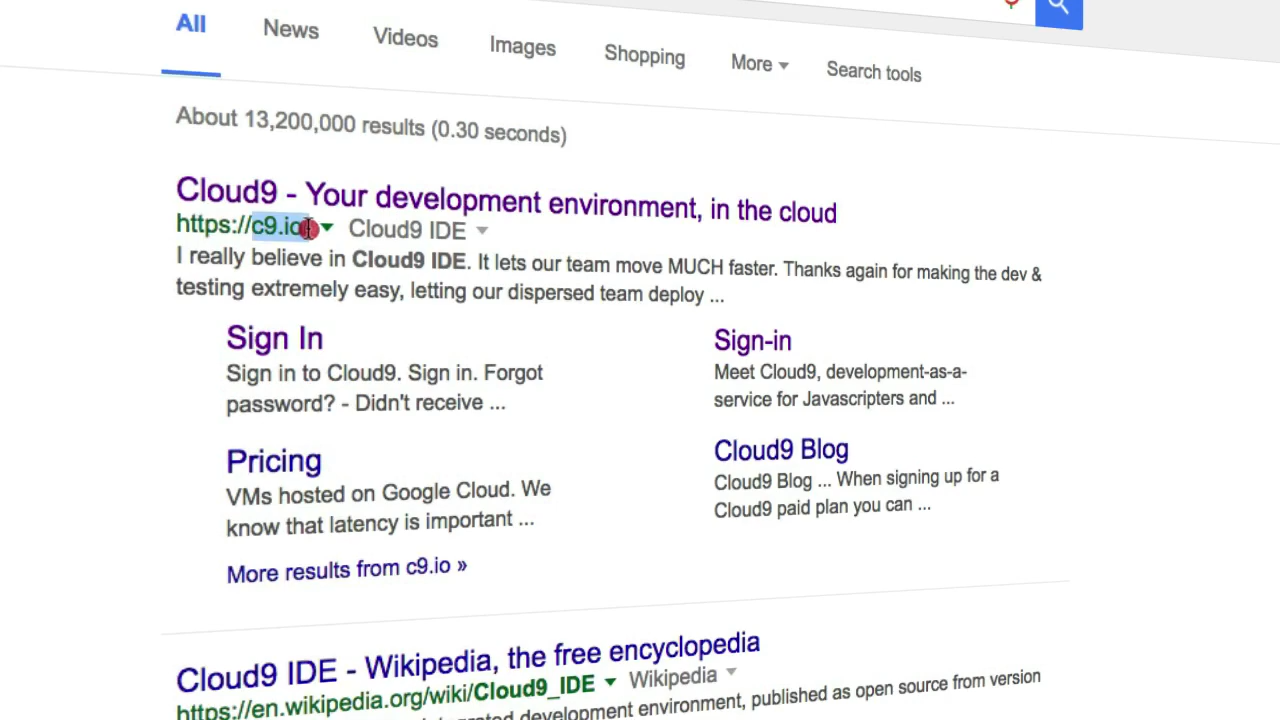 All News Videos Images Shopping More Search tools
About 13,200,000 results (0.30 seconds)
Cloud9 - Your development environment, in the cloud
https://c9.io Cloud9 IDE
I really believe in Cloud9 IDE. It lets our team move MUCH faster. Thanks again for making the dev &
testing extremely easy, letting our dispersed team deploy ...
Sign In
Sign in to Cloud9. Sign in. Forgot
password? - Didn't receive ...
Sign-in
Meet Cloud9, development-as-a-
service for Javascripters and ...
Pricing
VMs hosted on Google Cloud. We
know that latency is important ...
Cloud9 Blog
Cloud9 Blog ... When signing up for a
Cloud9 paid plan you can ...
More results from c9.io »
Cloud9 IDE - Wikipedia, the free encyclopedia
https://en.wikipedia.org/wiki/Cloud9_IDE Wikipedia
development environment, published as open source from version